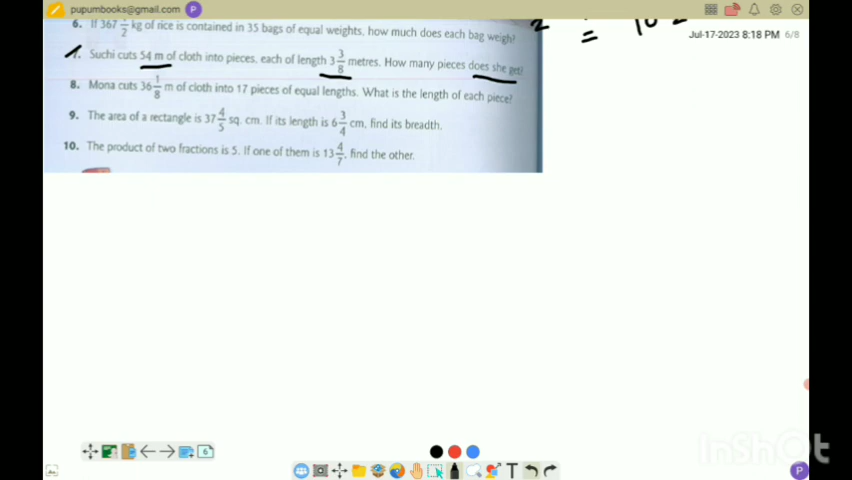 pupumbooks@gmail.com P
Jul-17-2023 8:18 PM 6/8
6. If 367 1/2 kg of rice is contained in 35 bags of equal weights, how much does each bag weigh?
2 = 10 2
7. Suchi cuts 54 m of cloth into pieces, each of length 3 3/8 metres. How many pieces does she get?
8. Mona cuts 36 1/8 m of cloth into 17 pieces of equal lengths. What is the length of each piece?
9. The area of a rectangle is 37 4/5 sq. cm. If its length is 6 3/4 cm, find its breadth.
10. The product of two fractions is 5. If one of them is 13 4/7, find the other.
InShOt
6
T
P